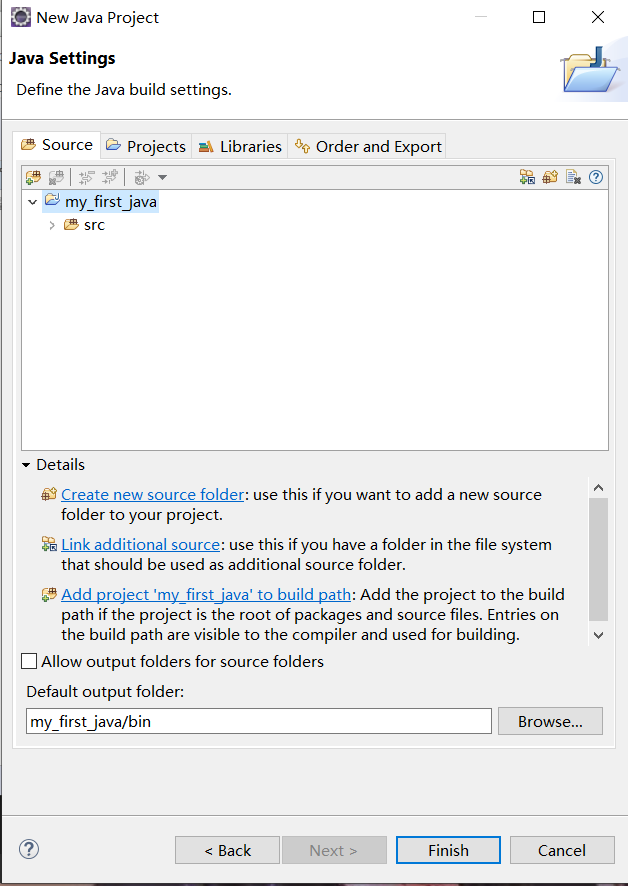 New Java Project
Java Settings
Define the Java build settings.
Source Projects Libraries Order and Export
my_first_java
src
Details
Create new source folder: use this if you want to add a new source
folder to your project.
Link additional source: use this if you have a folder in the file system
that should be used as additional source folder.
Add project 'my_first_java' to build path: Add the project to the build
path if the project is the root of packages and source files. Entries on
the build path are visible to the compiler and used for building.
Allow output folders for source folders
Default output folder:
my_first_java/bin Browse...
< Back Next > Finish Cancel